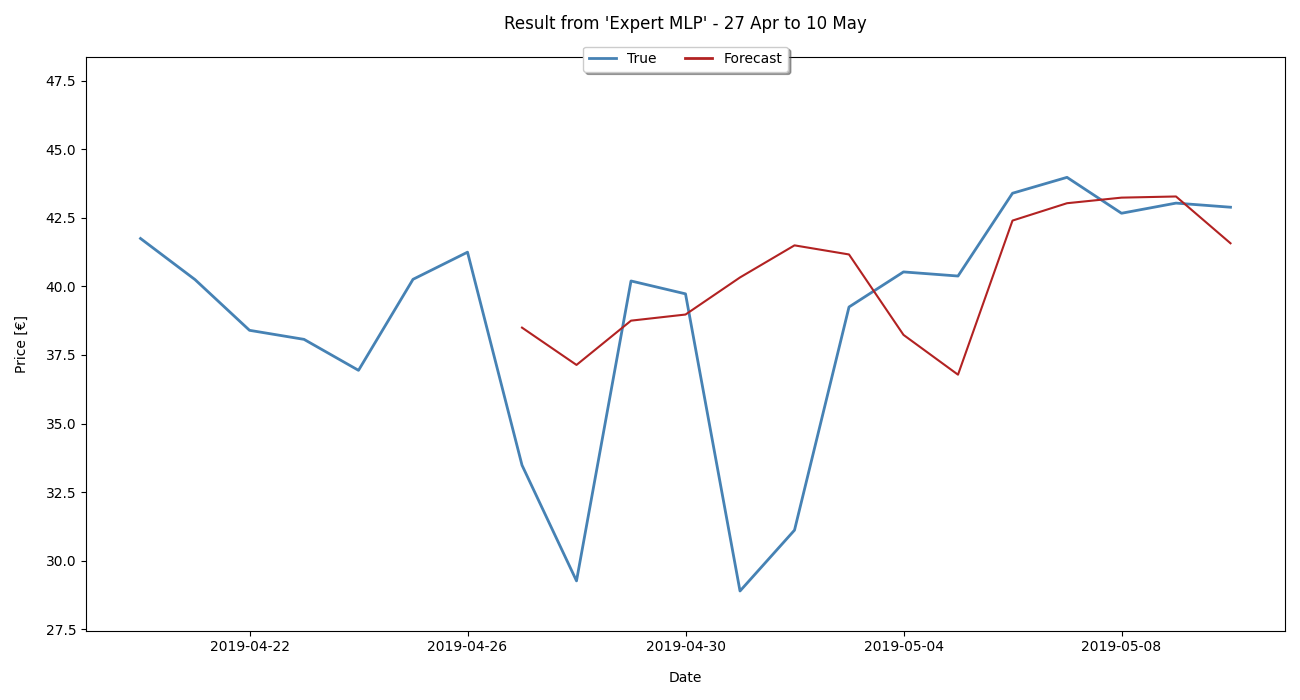 Result from 'Expert MLP' - 27 Apr to 10 May
True Forecast
47.5
45.0
42.5
40.0
37.5
35.0
32.5
30.0
27.5
Price [€]
2019-04-22 2019-04-26 2019-04-30 2019-05-04 2019-05-08
Date